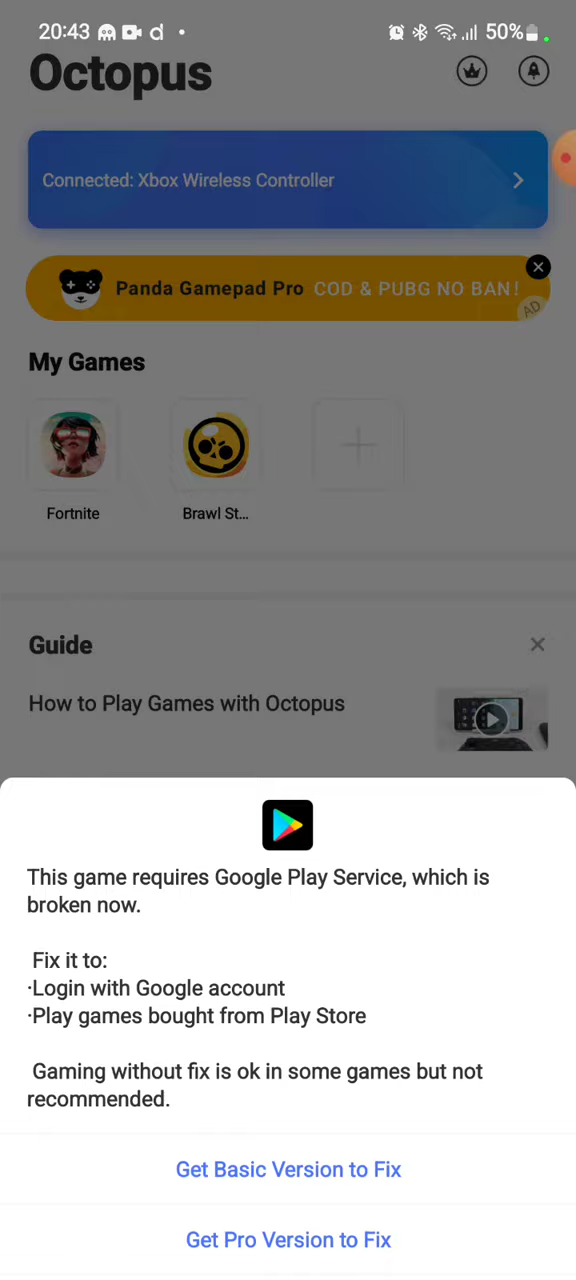 20:43 d • 50%
Octopus
Connected: Xbox Wireless Controller
Panda Gamepad Pro COD & PUBG NO BAN!
AD
My Games
Fortnite Brawl St...
Guide
How to Play Games with Octopus
This game requires Google Play Service, which is
broken now.
Fix it to:
·Login with Google account
·Play games bought from Play Store
Gaming without fix is ok in some games but not
recommended.
Get Basic Version to Fix
Get Pro Version to Fix